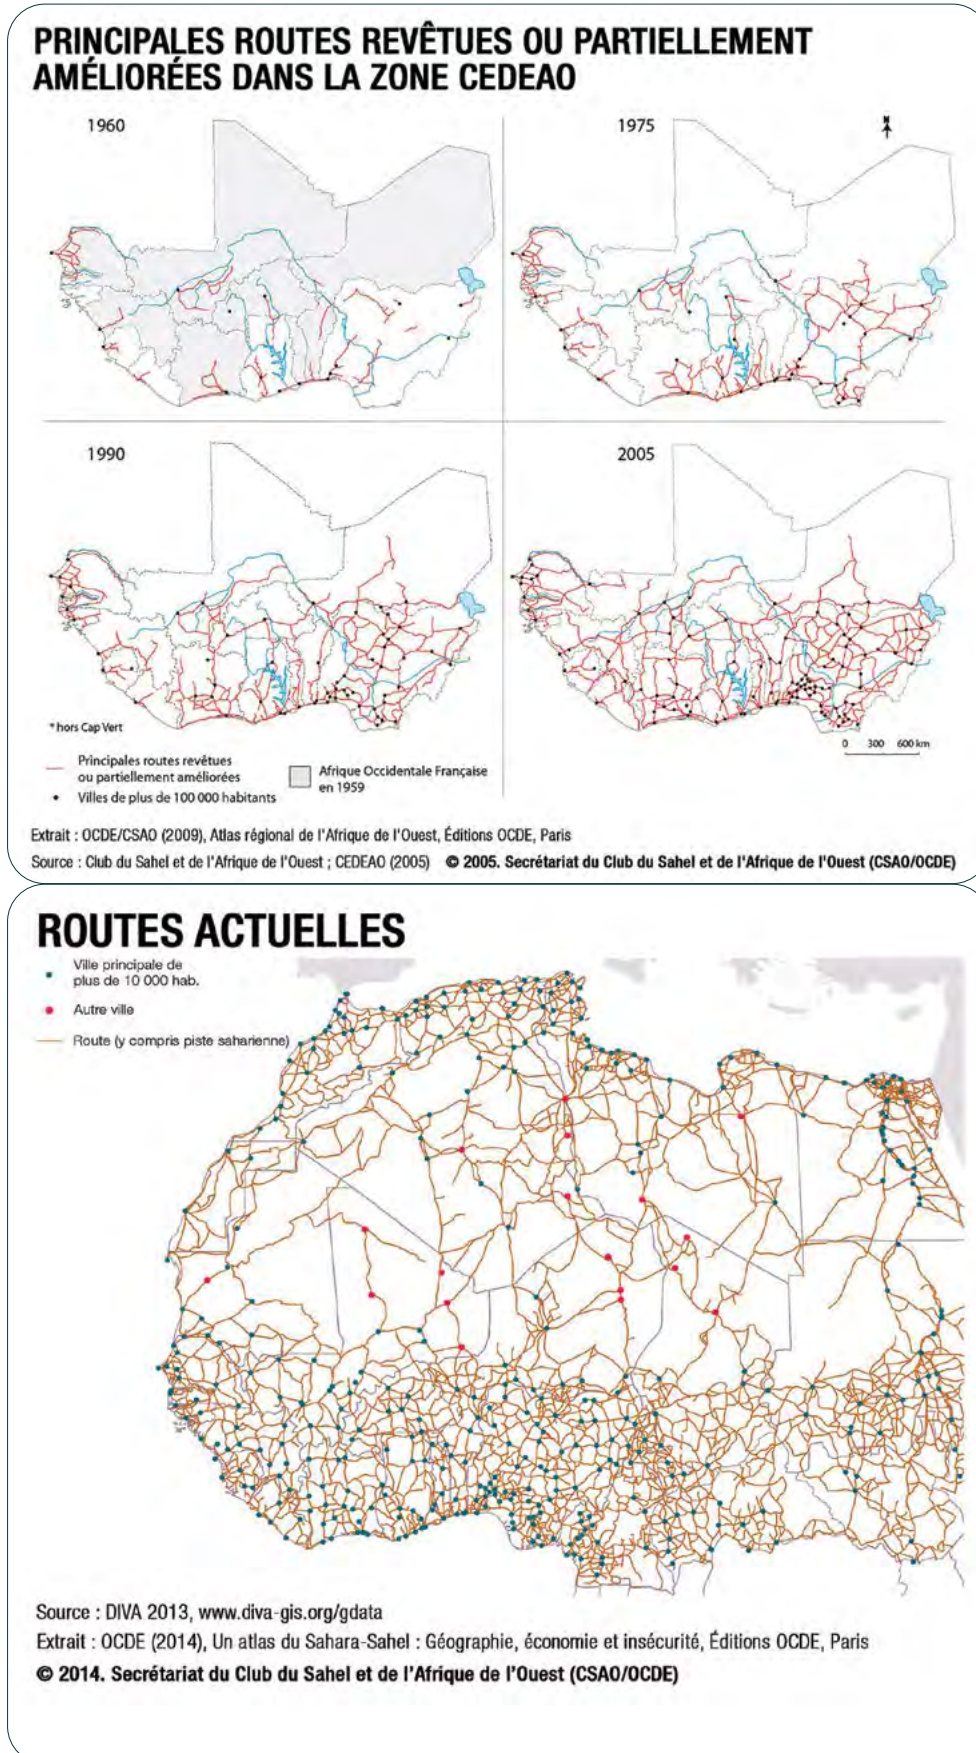 PRINCIPALES ROUTES REVÊTUES OU PARTIELLEMENT
AMÉLIORÉES DANS LA ZONE CEDEAO
1960
1975
N
1990
2005
* hors Cap Vert
Principales routes revêtues
ou partiellement améliorées
Villes de plus de 100 000 habitants
Afrique Occidentale Française
en 1959
0 300 600 km
Extrait : OCDE/CSAO (2009), Atlas régional de l'Afrique de l'Ouest, Éditions OCDE, Paris
Source : Club du Sahel et de l'Afrique de l'Ouest ; CEDEAO (2005) © 2005. Secrétariat du Club du Sahel et de l'Afrique de l'Ouest (CSAO/OCDE)
ROUTES ACTUELLES
Ville principale de
plus de 10 000 hab.
Autre ville
Route (y compris piste saharienne)
Source : DIVA 2013, www.diva-gis.org/gdata
Extrait : OCDE (2014), Un atlas du Sahara-Sahel : Géographie, économie et insécurité, Éditions OCDE, Paris
© 2014. Secrétariat du Club du Sahel et de l'Afrique de l'Ouest (CSAO/OCDE)